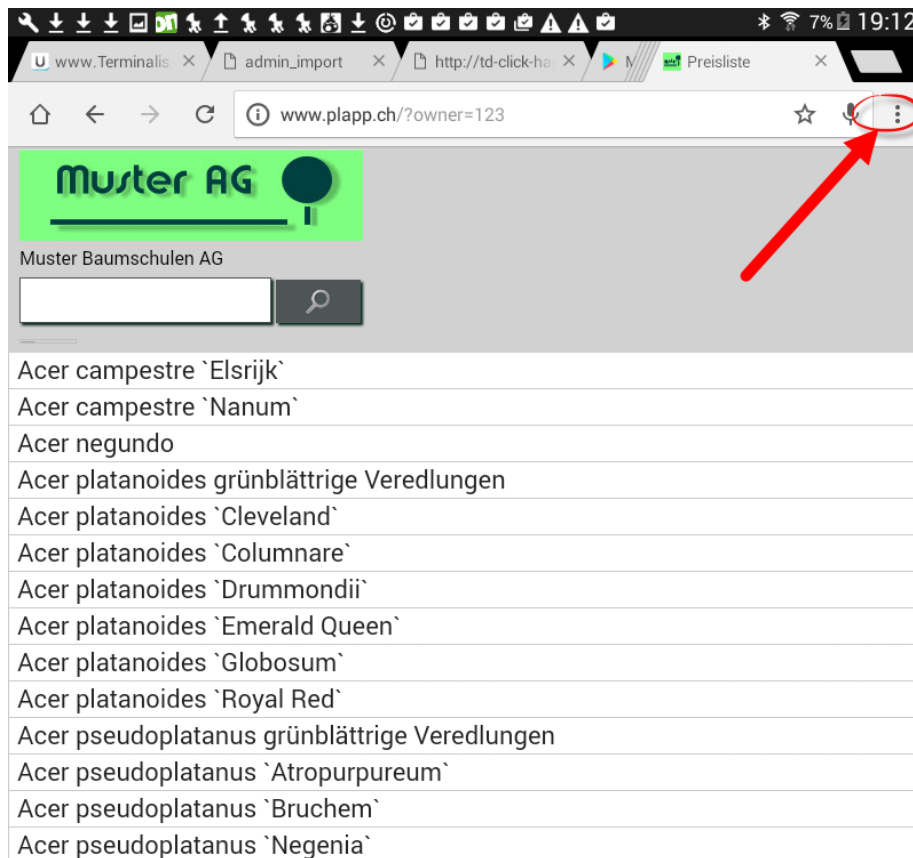 7% 19:12
www.Terminalis admin_import http://td-click-ha Preisliste
www.plapp.ch/?owner=123
Muster AG
Muster Baumschulen AG
Acer campestre `Elsrijk`
Acer campestre `Nanum`
Acer negundo
Acer platanoides grünblättrige Veredlungen
Acer platanoides `Cleveland`
Acer platanoides `Columnare`
Acer platanoides `Drummondii`
Acer platanoides `Emerald Queen`
Acer platanoides `Globosum`
Acer platanoides `Royal Red`
Acer pseudoplatanus grünblättrige Veredlungen
Acer pseudoplatanus `Atropurpureum`
Acer pseudoplatanus `Bruchem`
Acer pseudoplatanus `Negenia`